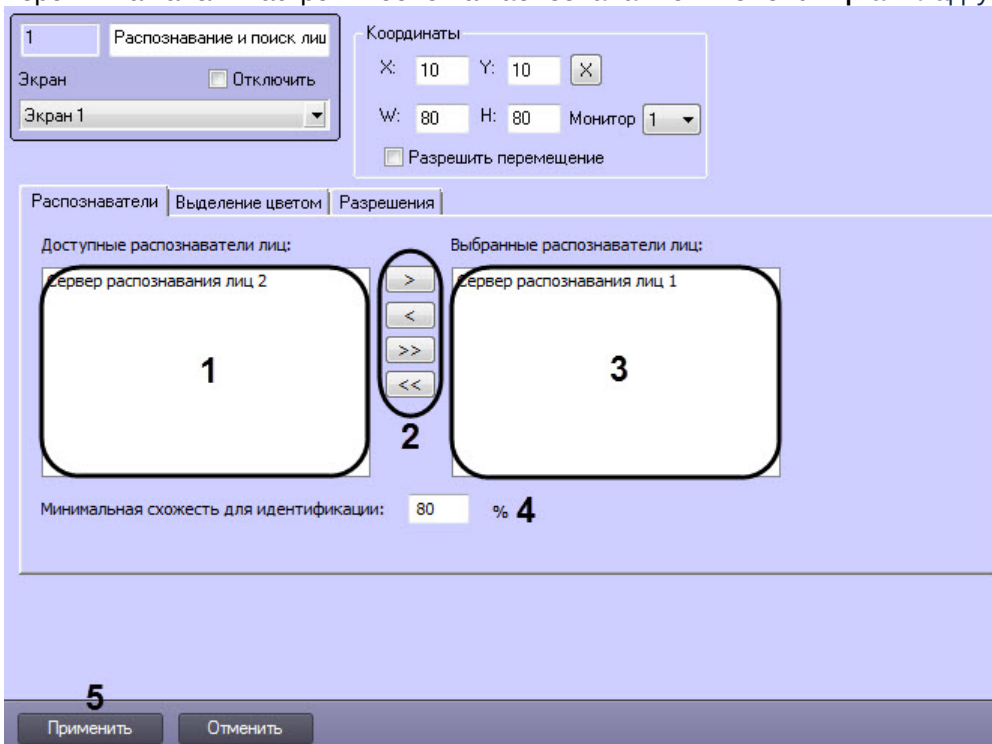 1 Распознавание и поиск лиц
Экран Отключить
Экран 1
Координаты
X: 10 Y: 10 X
W: 80 H: 80 Монитор 1
Разрешить перемещение
Распознаватели Выделение цветом Разрешения
Доступные распознаватели лиц: Выбранные распознаватели лиц:
Сервер распознавания лиц 2 > Сервер распознавания лиц 1
<
>>
<<
1 2 3
Минимальная схожесть для идентификации: 80 % 4
5
Применить Отменить